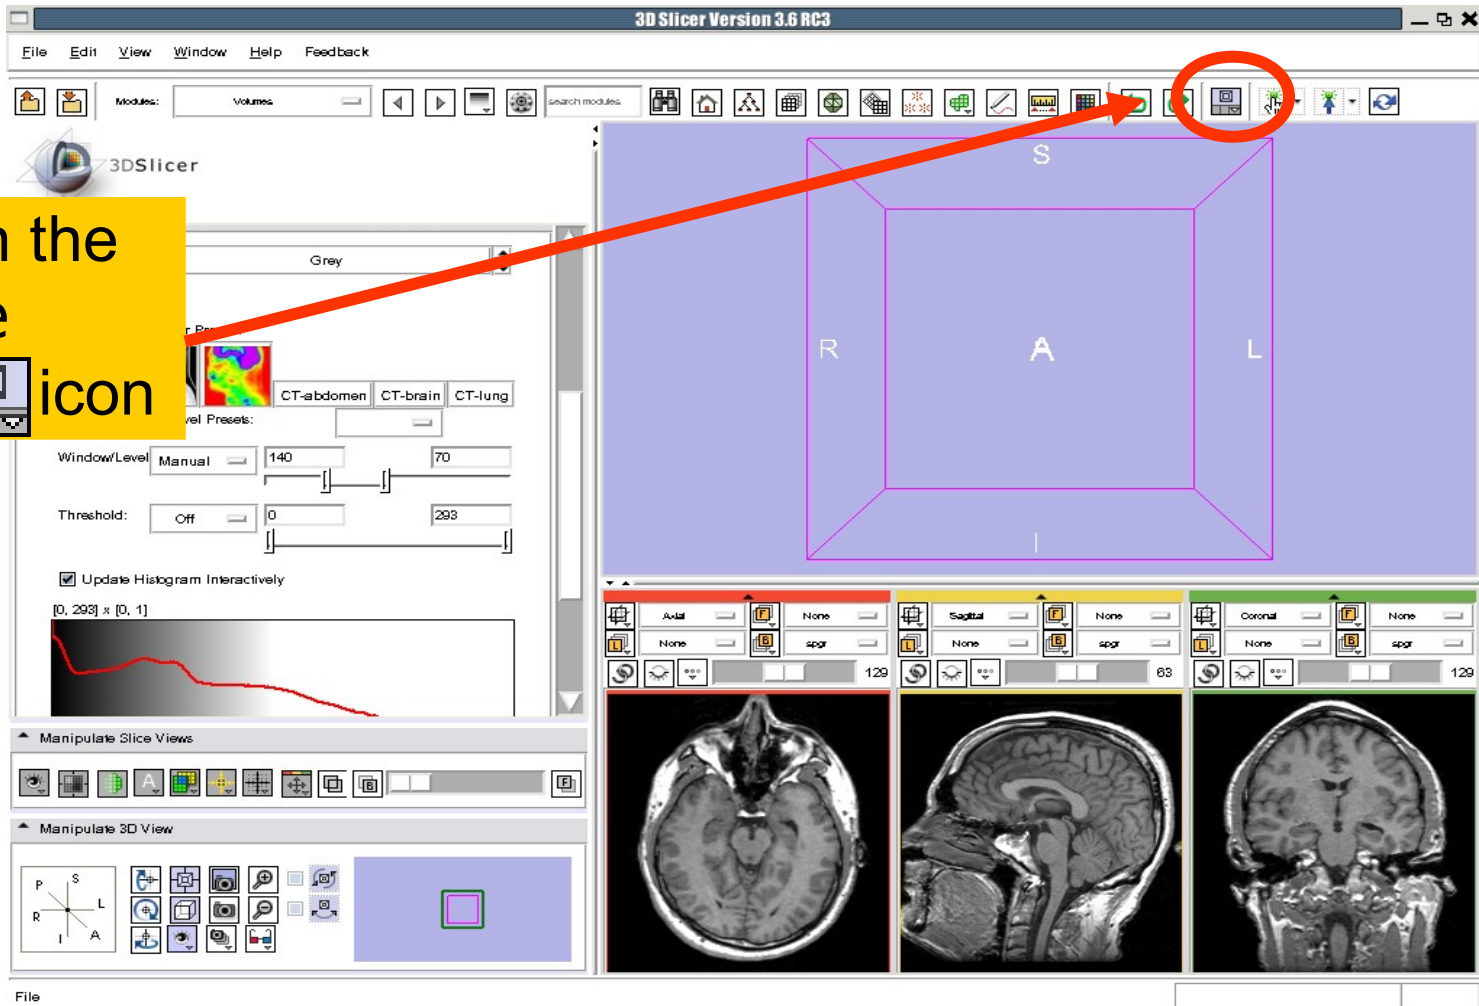 3D Slicer Version 3.6 RC3
File Edit View Window Help Feedback
Modules: Volumes search modules
3DSlicer
the
icon
Grey
CT-abdomen CT-brain CT-lung
Presets:
Window/Level Manual 140 70
Threshold: Off 0 293
Update Histogram Interactively
[0, 293] x [0, 1]
Manipulate Slice Views
A B F
Manipulate 3D View
P S
R L
I A
S
R A L
I
Axial F None
L None B spgr
129
Sagittal F None
L None B spgr
63
Coronal F None
L None B spgr
129
File